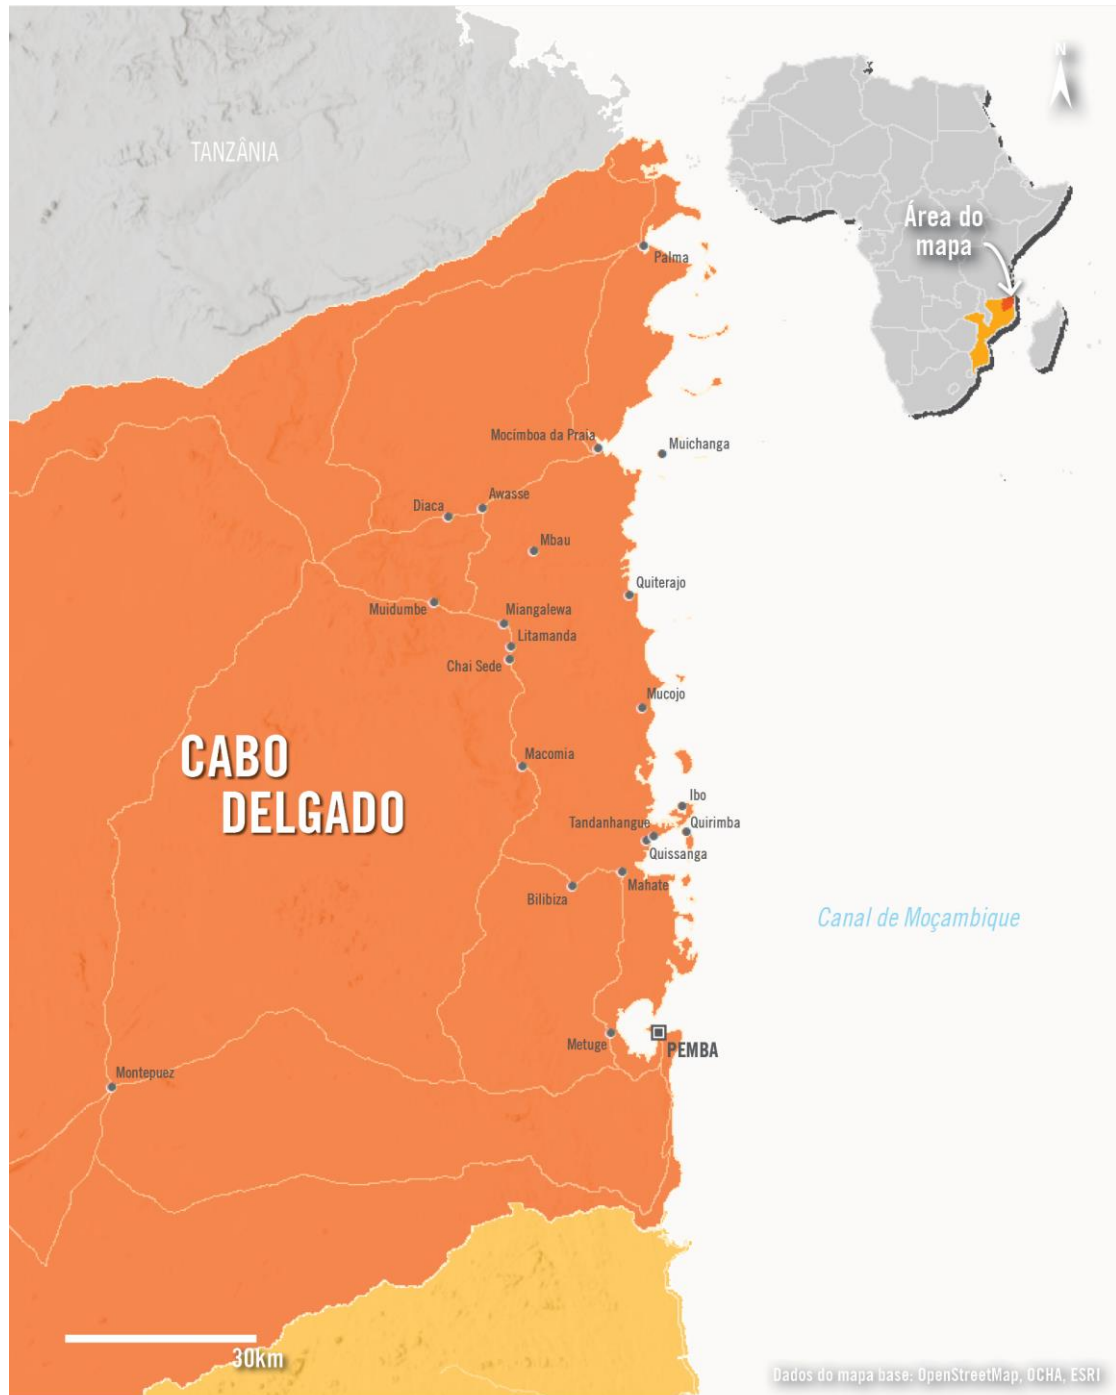 N
TANZÂNIA
Área do
mapa
Palma
Mocímboa da Praia
Muichanga
Awasse
Diaca
Mbau
Quiterajo
Muidumbe
Miangalewa
Litamanda
Chai Sede
Mucojo
CABO
DELGADO
Macomia
Ibo
Tandanhangue
Quirimba
Quissanga
Mahate
Bilibiza
Canal de Moçambique
Metuge
PEMBA
Montepuez
30km
Dados do mapa base: OpenStreetMap, OCHA, ESRI